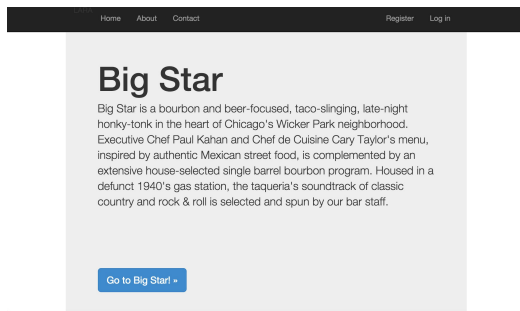 Home About Contact Register Log in
Big Star
Big Star is a bourbon and beer-focused, taco-slinging, late-night
honky-tonk in the heart of Chicago's Wicker Park neighborhood.
Executive Chef Paul Kahan and Chef de Cuisine Cary Taylor's menu,
inspired by authentic Mexican street food, is complemented by an
extensive house-selected single barrel bourbon program. Housed in a
defunct 1940's gas station, the taqueria's soundtrack of classic
country and rock & roll is selected and spun by our bar staff.
Go to Big Star! »